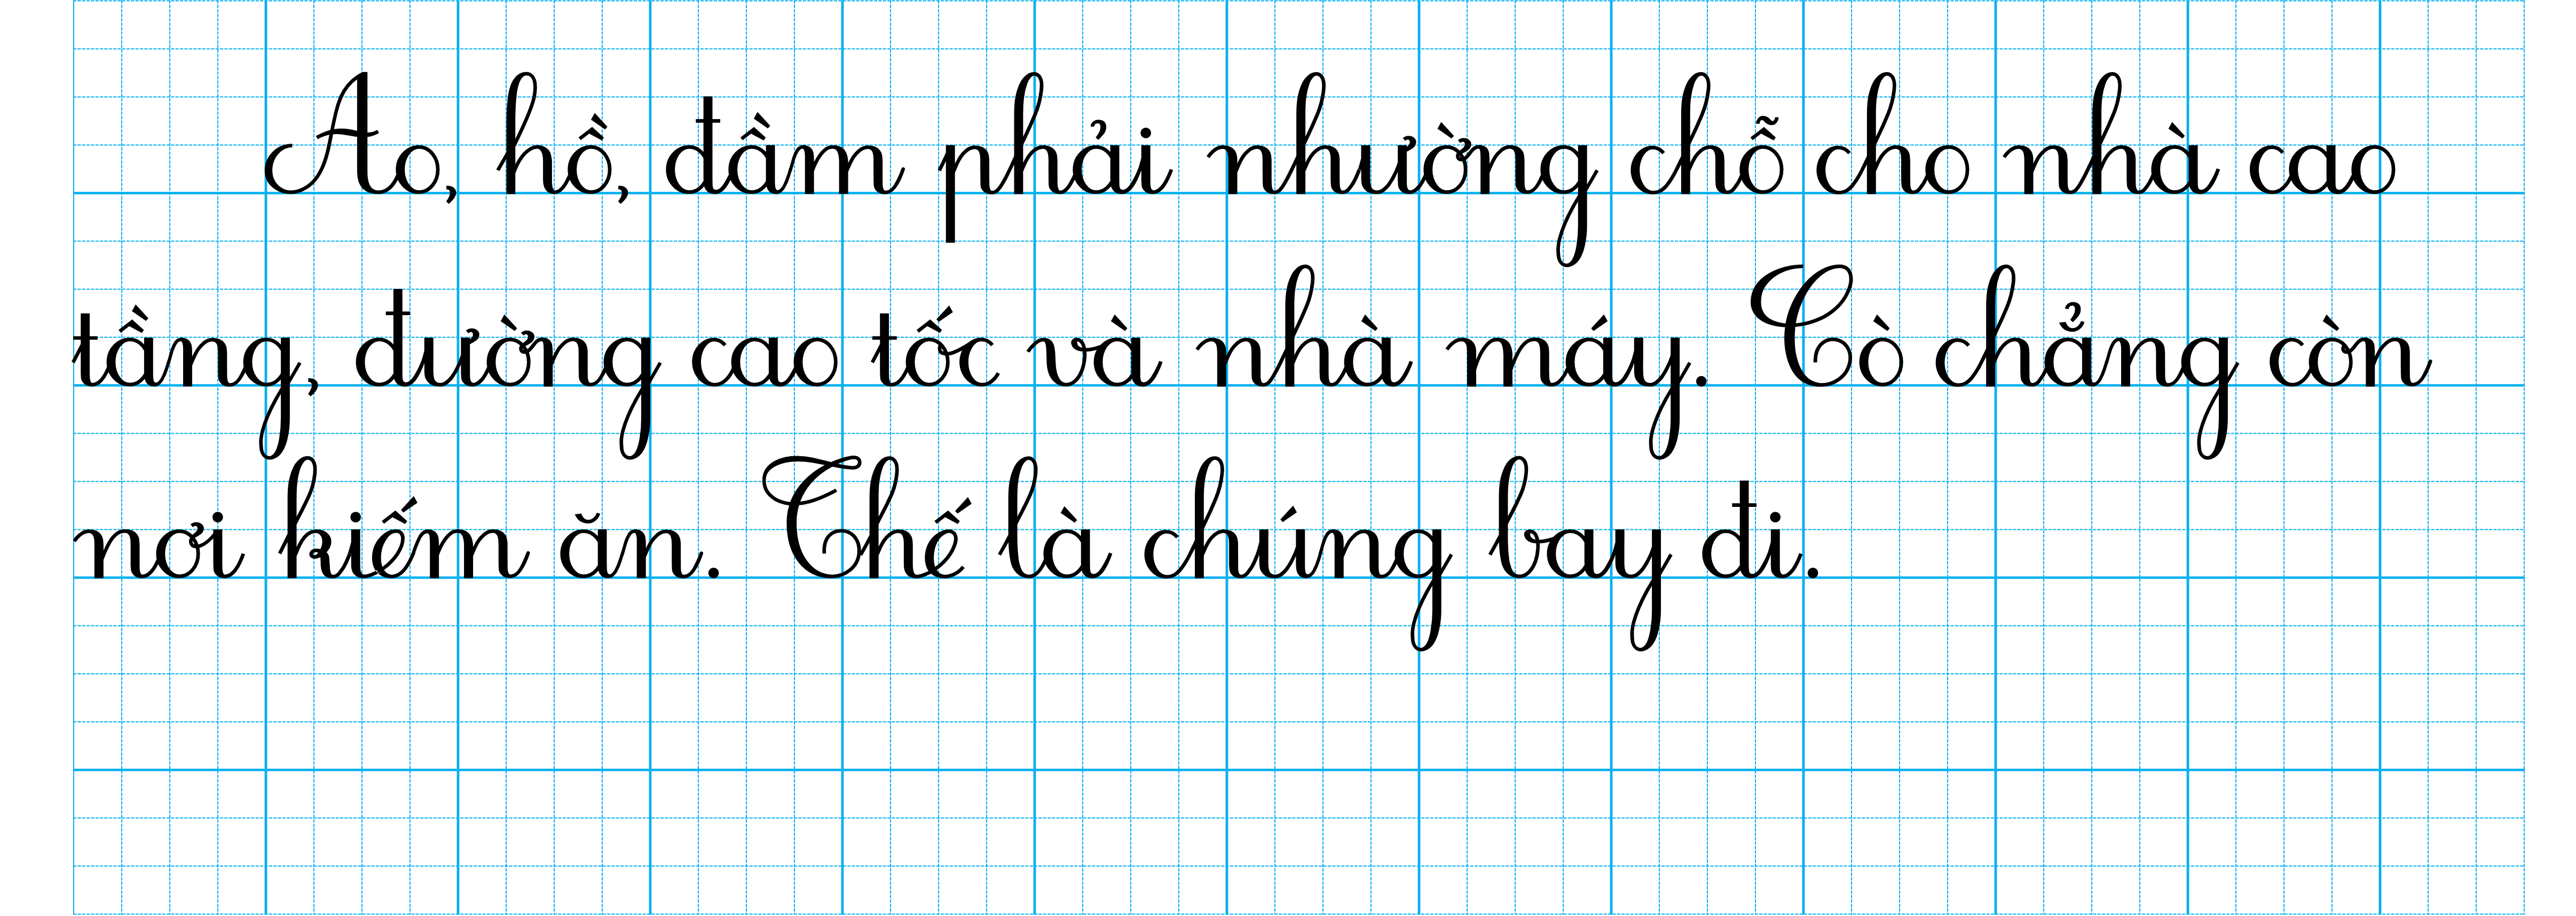 Ao, hồ, đầm phải nhường chỗ cho nhà cao
tầng, đường cao tốc và nhà máy. Cò chẳng còn
nơi kiếm ăn. Thế là chúng bay đi.